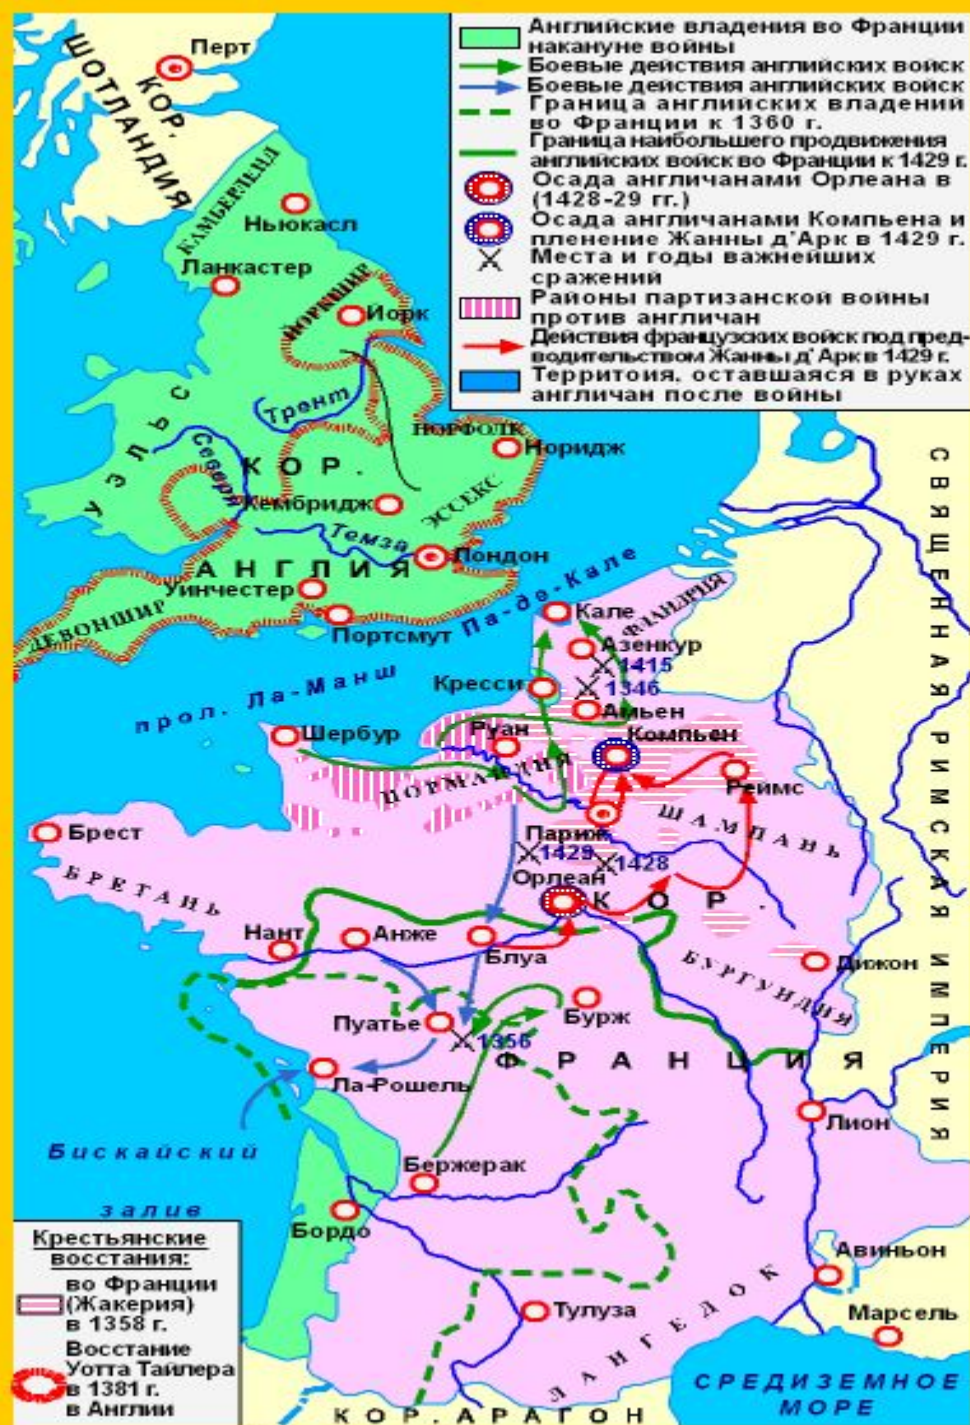 Английские владения во Франции
накануне войны
Боевые действия английских войск
Боевые действия английских войск
Граница английских владений
во Франции к 1360 г.
Граница наибольшего продвижения
английских войск во Франции к 1429 г.
Осада англичанами Орлеана в
(1428-29 гг.)
Осада англичанами Компьена и
пленение Жанны д'Арк в 1429 г.
Места и годы важнейших
сражений
Районы партизанской войны
против англичан
Действия французских войск под пред-
водительством Жанны д'Арк в 1429 г.
Территоия, оставшаяся в руках
англичан после войны
Перт
КОР.
ШОТЛАНДИЯ
КАМБЕРЛЕНД
Ньюкасл
Ланкастер
ЙОРКШИР
Йорк
Трент
УЭЛЬС
Северн
НОРФОЛК
Норидж
КОР.
Кембридж
ЭССЕКС
Темза
Лондон
АНГЛИЯ
Уинчестер
ДЕВОНШИР
Портсмут
Па-де-Кале
прол. Ла-Манш
СВЯЩЕННАЯ РИМСКАЯ ИМПЕРИЯ
Кале
ФЛАНДРИЯ
Азенкур
1415
Кресси
1346
Амьен
Шербур
Руан
Компьен
НОРМАНДИЯ
Реймс
Брест
Париж
ШАМПАНЬ
1429
1428
БРЕТАНЬ
Орлеан
КОР.
Нант
Анже
Блуа
БУРГУНДИЯ
Дижон
Пуатье
1356
Бурж
ФРАНЦИЯ
Ла-Рошель
Лион
Бискайский
залив
Бержерак
Бордо
Авиньон
Тулуза
ЛАНГЕДОК
Марсель
СРЕДИЗЕМНОЕ
МОРЕ
КОР. АРАГОН
Крестьянские
восстания:
во Франции
(Жакерия)
в 1358 г.
Восстание
Уотта Тайлера
в 1381 г.
в Англии